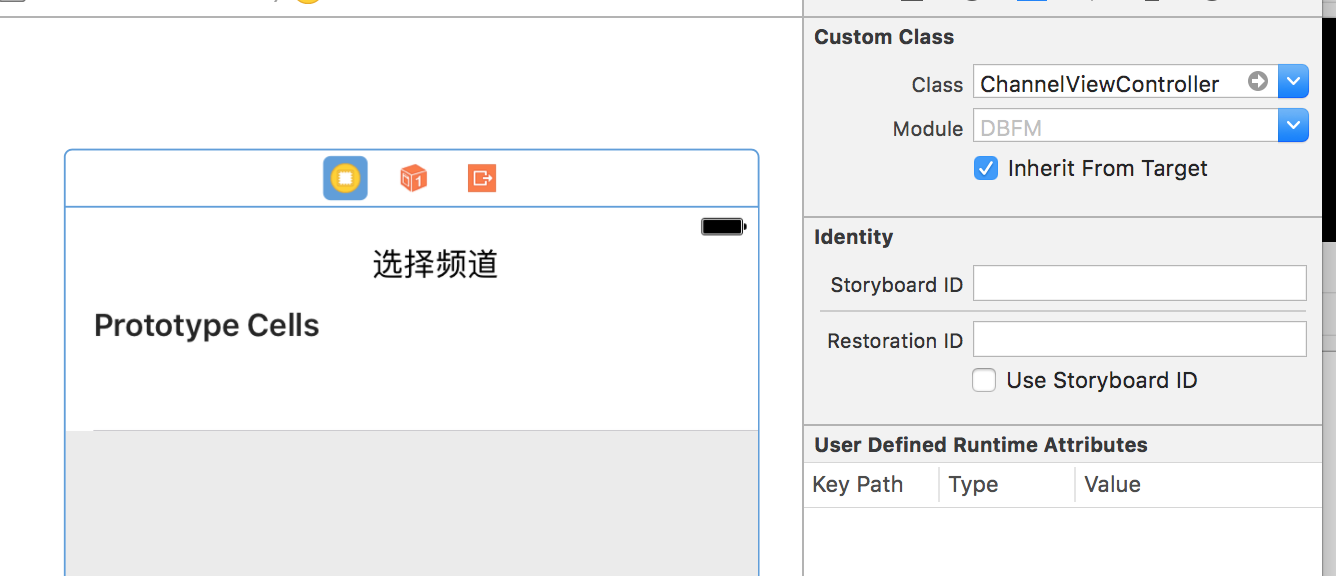 Custom Class
Class ChannelViewController
Module DBFM
Inherit From Target
选择频道
Prototype Cells
Identity
Storyboard ID
Restoration ID
Use Storyboard ID
User Defined Runtime Attributes
Key Path Type Value